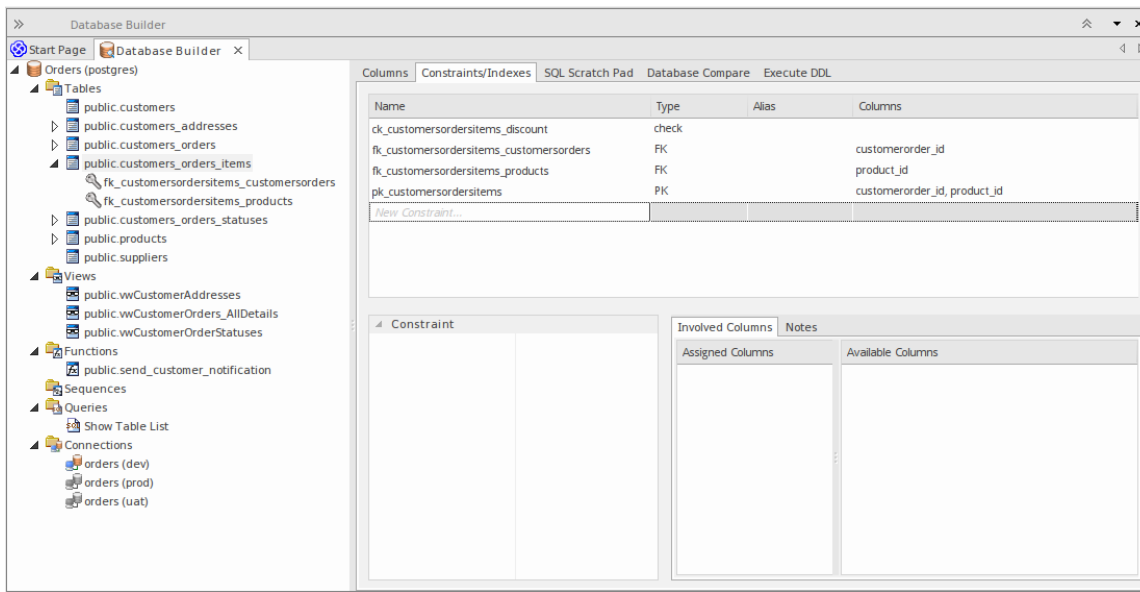 Database Builder
Start Page
Database Builder
Orders (postgres)
Tables
public.customers
public.customers_addresses
public.customers_orders
public.customers_orders_items
fk_customersordersitems_customersorders
fk_customersordersitems_products
public.customers_orders_statuses
public.products
public.suppliers
Views
public.vwCustomerAddresses
public.vwCustomerOrders_AllDetails
public.vwCustomerOrderStatuses
Functions
public.send_customer_notification
Sequences
Queries
Show Table List
Connections
orders (dev)
orders (prod)
orders (uat)
Columns Constraints/Indexes SQL Scratch Pad Database Compare Execute DDL
Name Type Alias Columns
ck_customersordersitems_discount check
fk_customersordersitems_customersorders FK customerorder_id
fk_customersordersitems_products FK product_id
pk_customersordersitems PK customerorder_id, product_id
New Constraint...
Constraint
Involved Columns Notes
Assigned Columns Available Columns